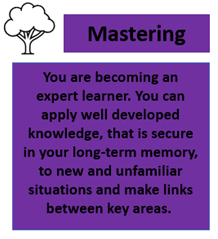 Mastering
You are becoming an
expert learner. You can
apply well developed
knowledge, that is secure
in your long-term memory,
to new and unfamiliar
situations and make links
between key areas.